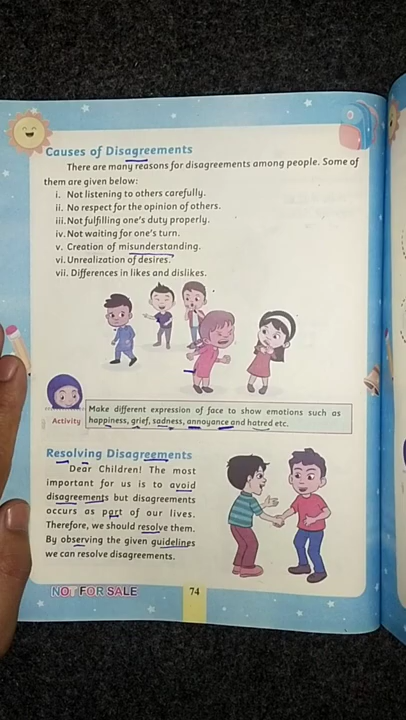 Causes of Disagreements
There are many reasons for disagreements among people. Some of
them are given below:
i. Not listening to others carefully.
ii. No respect for the opinion of others.
iii. Not fulfilling one's duty properly.
iv. Not waiting for one's turn.
v. Creation of misunderstanding.
vi. Unrealization of desires.
vii. Differences in likes and dislikes.
Activity
Make different expression of face to show emotions such as
happiness, grief, sadness, annoyance and hatred etc.
Resolving Disagreements
Dear Children! The most
important for us is to avoid
disagreements but disagreements
occurs as part of our lives.
Therefore, we should resolve them.
By observing the given guidelines
we can resolve disagreements.
NOT FOR SALE
74